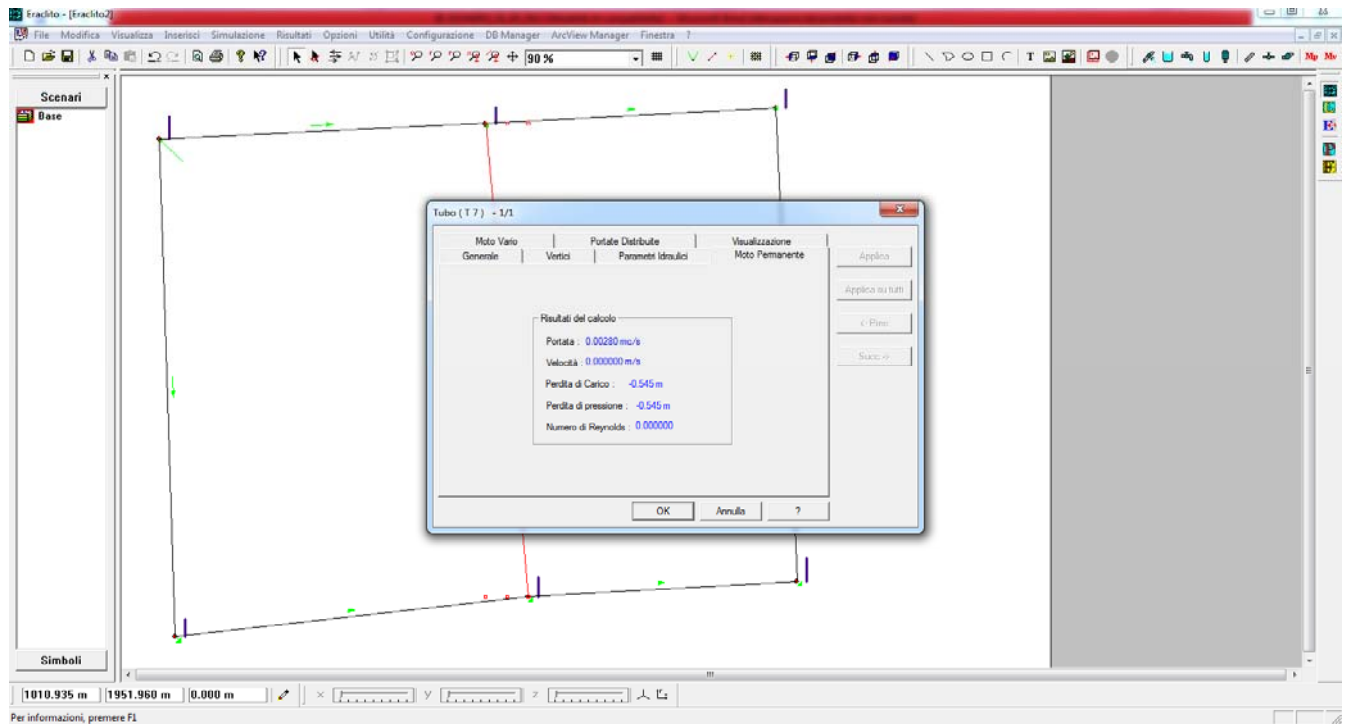 Eraclito - [Eraclito2]
File Modifica Visualizza Inserisci Simulazione Risultati Opzioni Utilità Configurazione DB Manager ArcView Manager Finestra ?
90 % T Mp Mv
Scenari
Base
Tubo ( T 7 ) - 1/1
Moto Vario Portate Distribuite Visualizzazione
Generale Vertici Parametri Idraulici Moto Permanente
Applica
Applica su tutti
Risultati del calcolo
Portata : 0.00280 mc/s
Velocità : 0.000000 m/s
Perdita di Carico : -0.545 m
Perdita di pressione : -0.545 m
Numero di Reynolds : 0.000000
<- Prec
Succ ->
OK Annulla ?
Simboli
1010.935 m 1951.960 m 0.000 m × y z
Per informazioni, premere F1